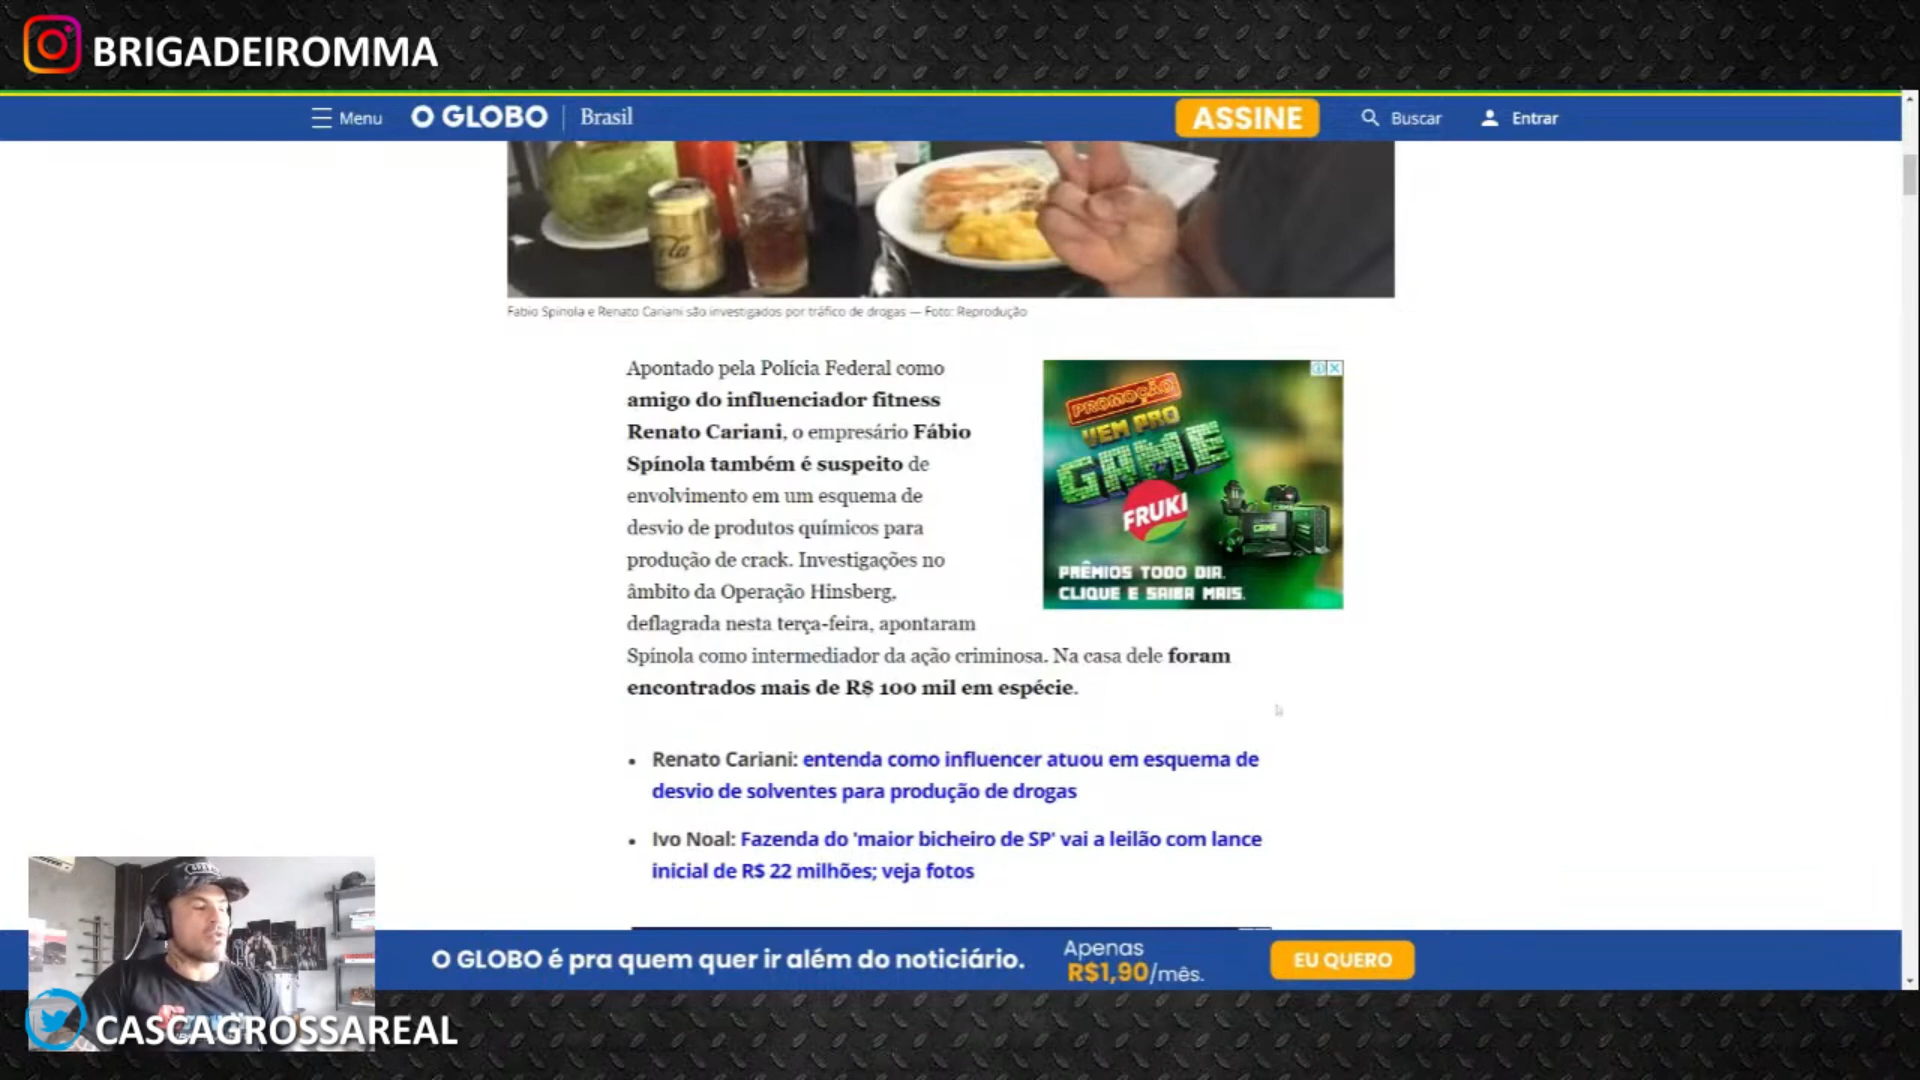 BRIGADEIROMMA
Menu
O GLOBO
Brasil
ASSINE
Buscar
Entrar
Fabio Spinola e Renato Cariani são investigados por tráfico de drogas — Foto: Reprodução
Apontado pela Polícia Federal como
amigo do influenciador fitness
Renato Cariani, o empresário Fábio
Spínola também é suspeito de
envolvimento em um esquema de
desvio de produtos químicos para
produção de crack. Investigações no
âmbito da Operação Hinsberg,
deflagrada nesta terça-feira, apontaram
Spínola como intermediador da ação criminosa. Na casa dele foram
encontrados mais de R$ 100 mil em espécie.
PROMOÇÃO
VEM PRO
GAME
FRUKI
PRÊMIOS TODO DIA.
CLIQUE E SAIBA MAIS.
• Renato Cariani: entenda como influencer atuou em esquema de
desvio de solventes para produção de drogas
• Ivo Noal: Fazenda do 'maior bicheiro de SP' vai a leilão com lance
inicial de R$ 22 milhões; veja fotos
O GLOBO é pra quem quer ir além do noticiário.
Apenas
R$1,90/mês.
EU QUERO
CASCAGROSSAREAL